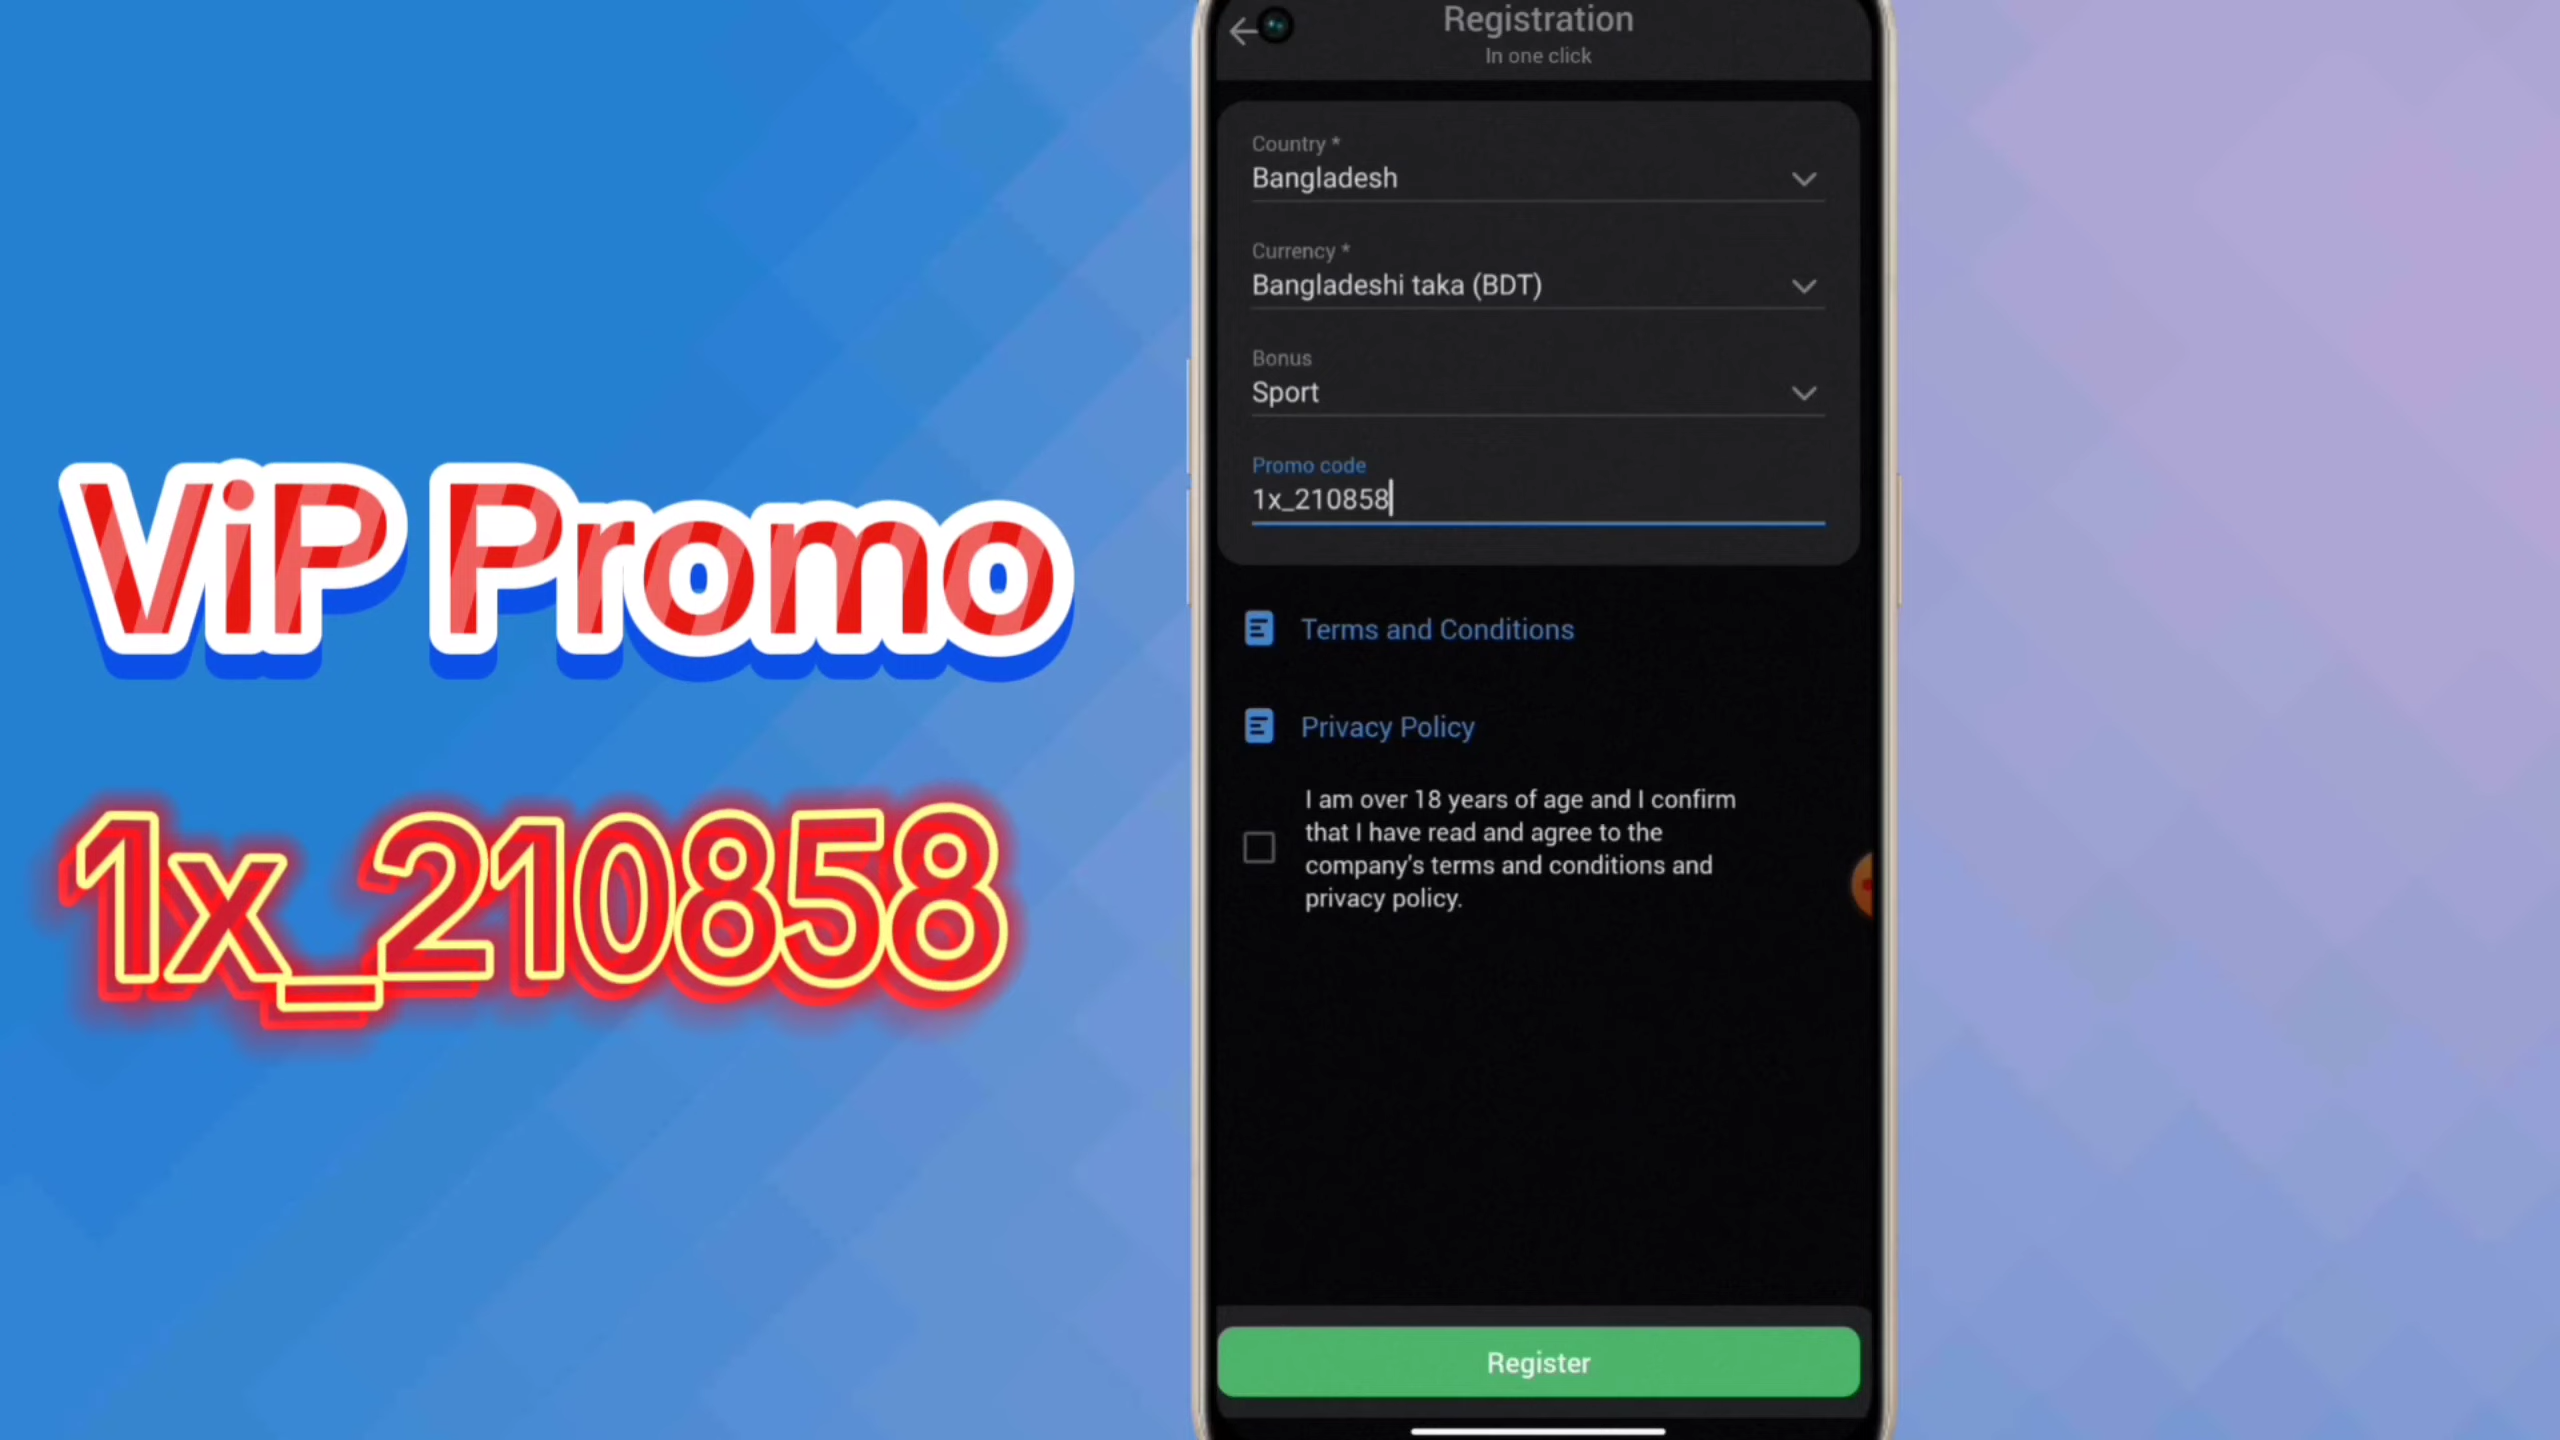 ViP Promo
1x_210858
Registration
In one click
Country *
Bangladesh
Currency *
Bangladeshi taka (BDT)
Bonus
Sport
Promo code
1x_210858
Terms and Conditions
Privacy Policy
I am over 18 years of age and I confirm
that I have read and agree to the
company's terms and conditions and
privacy policy.
Register